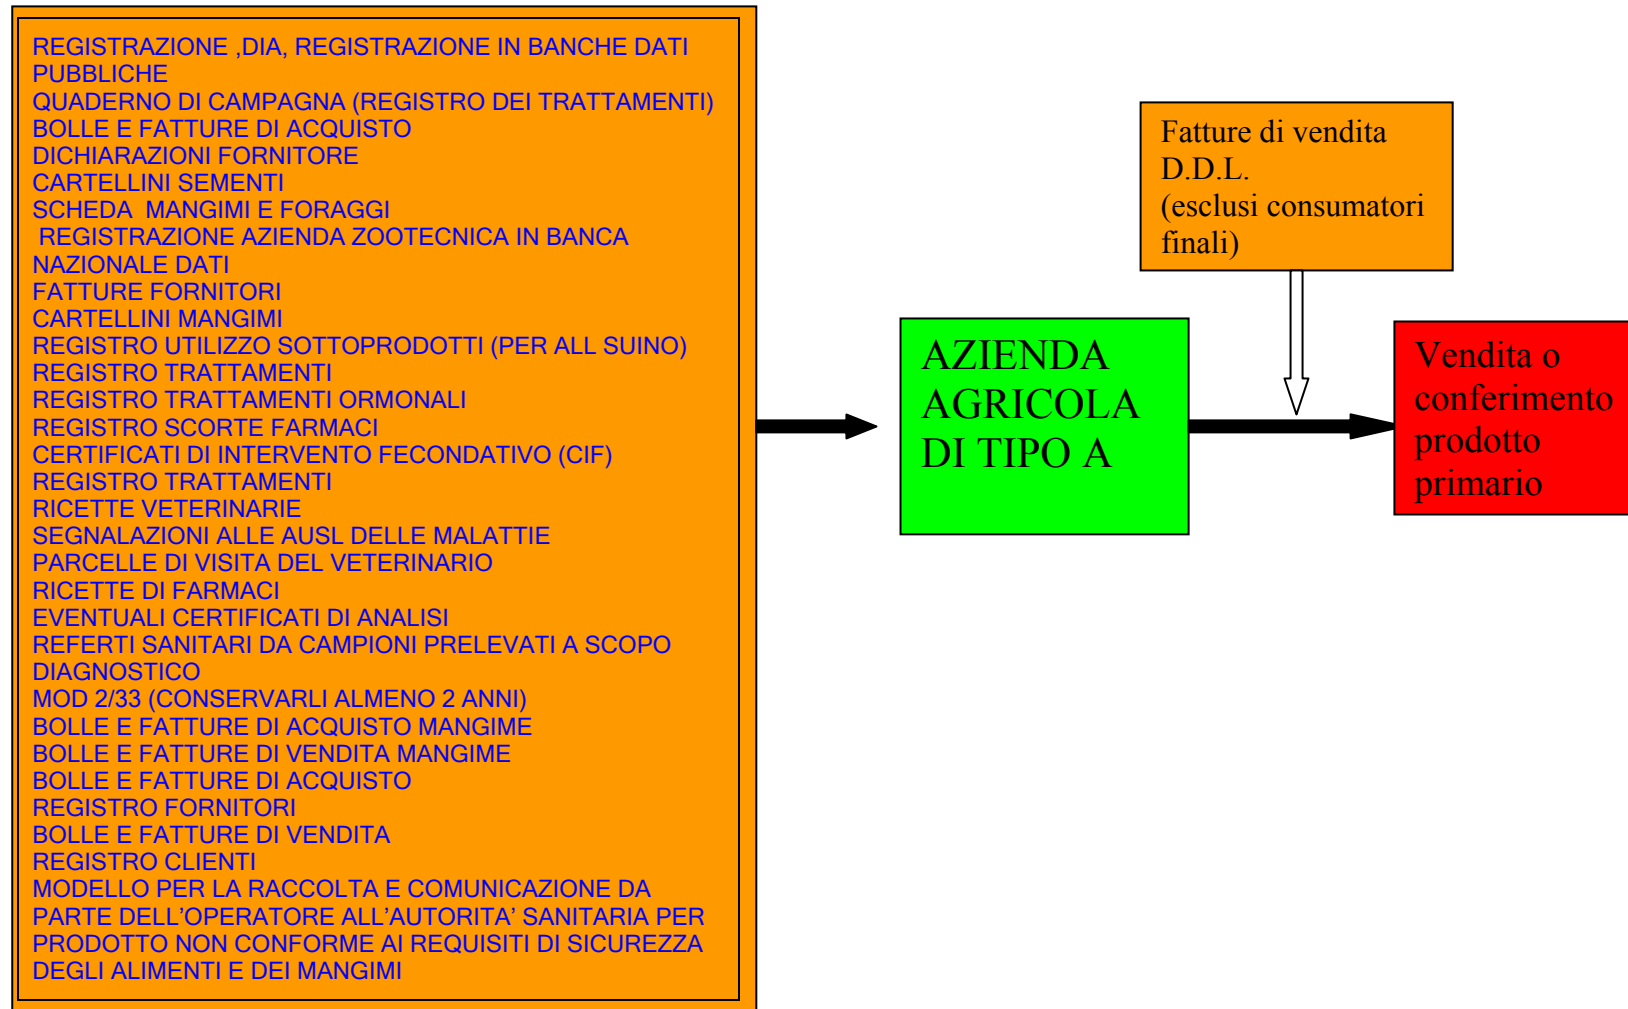 REGISTRAZIONE ,DIA, REGISTRAZIONE IN BANCHE DATI
PUBBLICHE
QUADERNO DI CAMPAGNA (REGISTRO DEI TRATTAMENTI)
BOLLE E FATTURE DI ACQUISTO
DICHIARAZIONI FORNITORE
CARTELLINI SEMENTI
SCHEDA MANGIMI E FORAGGI
REGISTRAZIONE AZIENDA ZOOTECNICA IN BANCA
NAZIONALE DATI
FATTURE FORNITORI
CARTELLINI MANGIMI
REGISTRO UTILIZZO SOTTOPRODOTTI (PER ALL SUINO)
REGISTRO TRATTAMENTI
REGISTRO TRATTAMENTI ORMONALI
REGISTRO SCORTE FARMACI
CERTIFICATI DI INTERVENTO FECONDATIVO (CIF)
REGISTRO TRATTAMENTI
RICETTE VETERINARIE
SEGNALAZIONI ALLE AUSL DELLE MALATTIE
PARCELLE DI VISITA DEL VETERINARIO
RICETTE DI FARMACI
EVENTUALI CERTIFICATI DI ANALISI
REFERTI SANITARI DA CAMPIONI PRELEVATI A SCOPO
DIAGNOSTICO
MOD 2/33 (CONSERVARLI ALMENO 2 ANNI)
BOLLE E FATTURE DI ACQUISTO MANGIME
BOLLE E FATTURE DI VENDITA MANGIME
BOLLE E FATTURE DI ACQUISTO
REGISTRO FORNITORI
BOLLE E FATTURE DI VENDITA
REGISTRO CLIENTI
MODELLO PER LA RACCOLTA E COMUNICAZIONE DA
PARTE DELL'OPERATORE ALL'AUTORITA' SANITARIA PER
PRODOTTO NON CONFORME AI REQUISITI DI SICUREZZA
DEGLI ALIMENTI E DEI MANGIMI
AZIENDA
AGRICOLA
DI TIPO A
Fatture di vendita
D.D.L.
(esclusi consumatori
finali)
Vendita o
conferimento
prodotto
primario